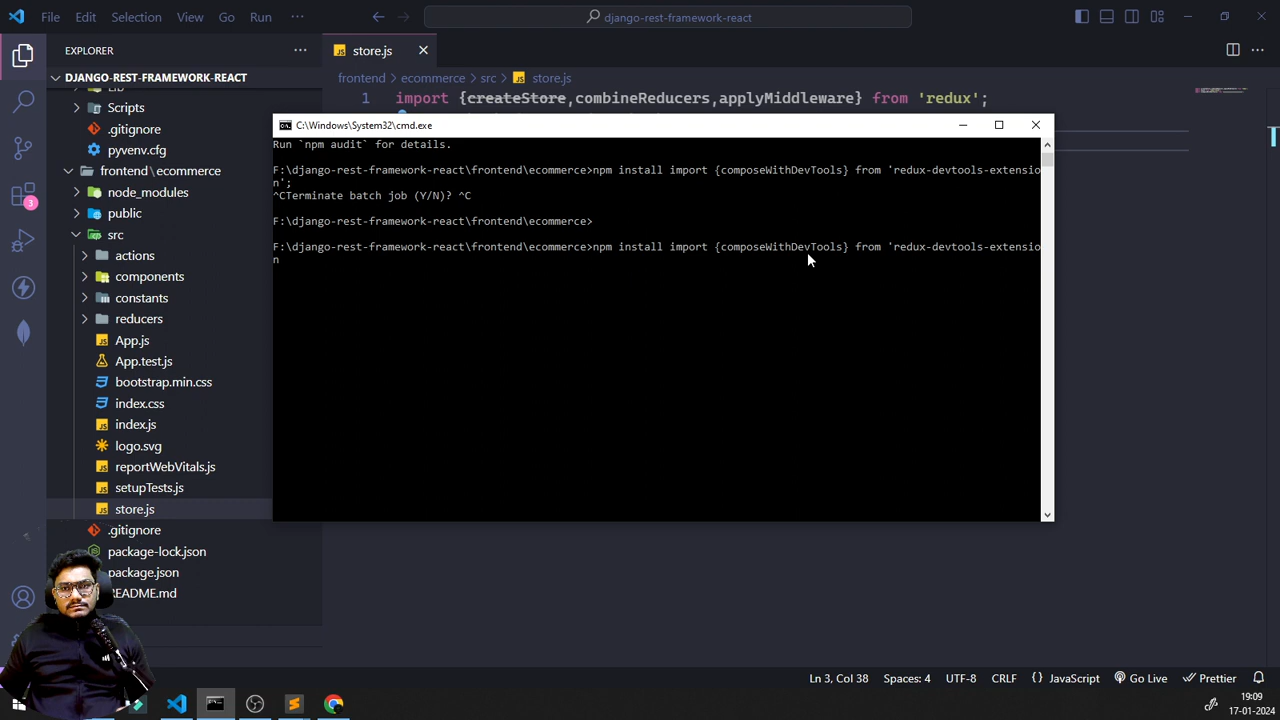 File Edit Selection View Go Run ···
django-rest-framework-react
EXPLORER
DJANGO-REST-FRAMEWORK-REACT
Lib
Scripts
.gitignore
pyvenv.cfg
frontend\ecommerce
node_modules
public
src
actions
components
constants
reducers
App.js
App.test.js
bootstrap.min.css
index.css
index.js
logo.svg
reportWebVitals.js
setupTests.js
store.js
.gitignore
package-lock.json
package.json
README.md
3
store.js
frontend > ecommerce > src > store.js
1 import {createStore,combineReducers,applyMiddleware} from 'redux';
C:\Windows\System32\cmd.exe
Run `npm audit` for details.
F:\django-rest-framework-react\frontend\ecommerce>npm install import {composeWithDevTools} from 'redux-devtools-extensio
n';
^CTerminate batch job (Y/N)? ^C
F:\django-rest-framework-react\frontend\ecommerce>
F:\django-rest-framework-react\frontend\ecommerce>npm install import {composeWithDevTools} from 'redux-devtools-extensio
n
Ln 3, Col 38 Spaces: 4 UTF-8 CRLF {} JavaScript Go Live Prettier
19:09
17-01-2024